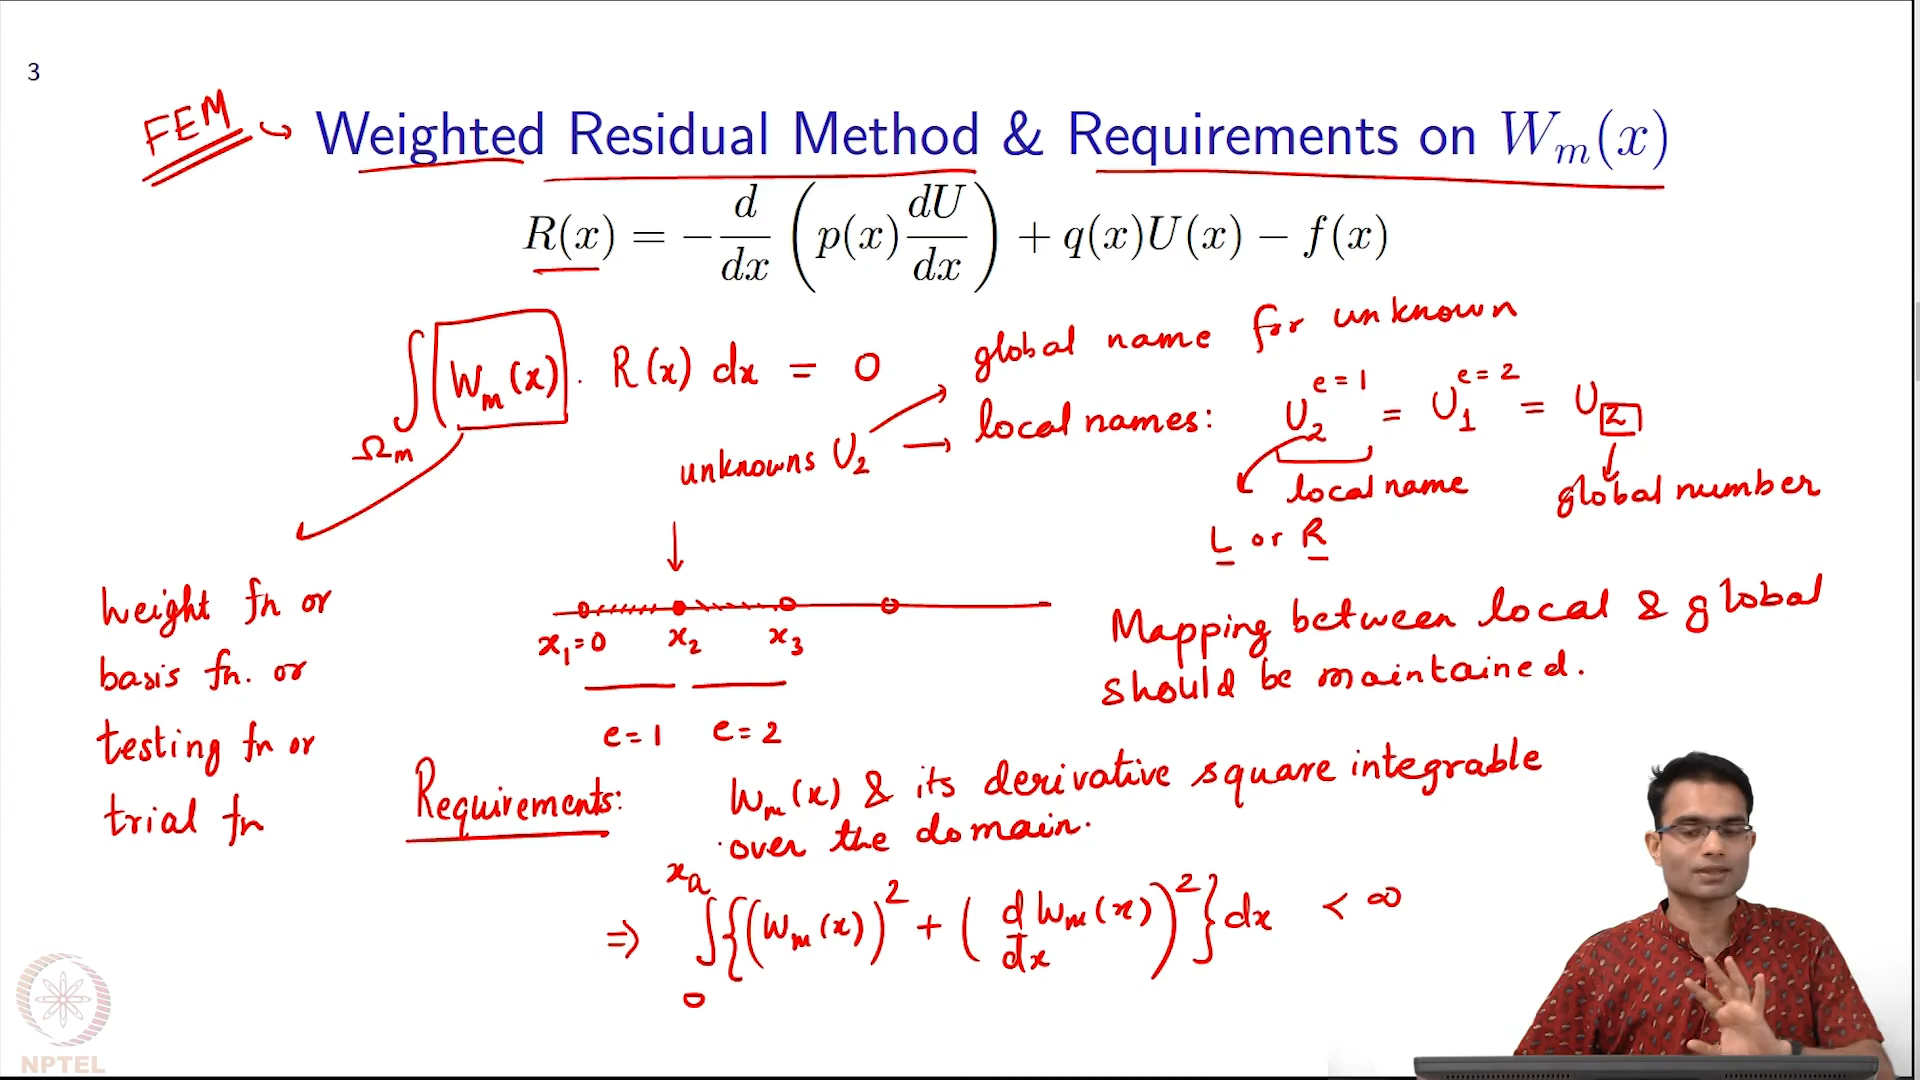 3
FEM ↪ Weighted Residual Method & Requirements on W_m(x)
R(x) = -d/dx (p(x) dU/dx) + q(x)U(x) - f(x)
∫_{Ω_m} W_m(x) · R(x) dx = 0
unknowns U_2
global name for unknown
local names: U_2^{e=1} = U_1^{e=2} = U_2
local name
global number
L or R
weight fn or
basis fn. or
testing fn or
trial fn
x_1=0 x_2 x_3
e=1 e=2
Mapping between local & global
should be maintained.
Requirements: W_m(x) & its derivative square integrable
over the domain.
⇒ ∫_0^{x_a} {(W_m(x))^2 + (d/dx W_m(x))^2} dx < ∞
NPTEL